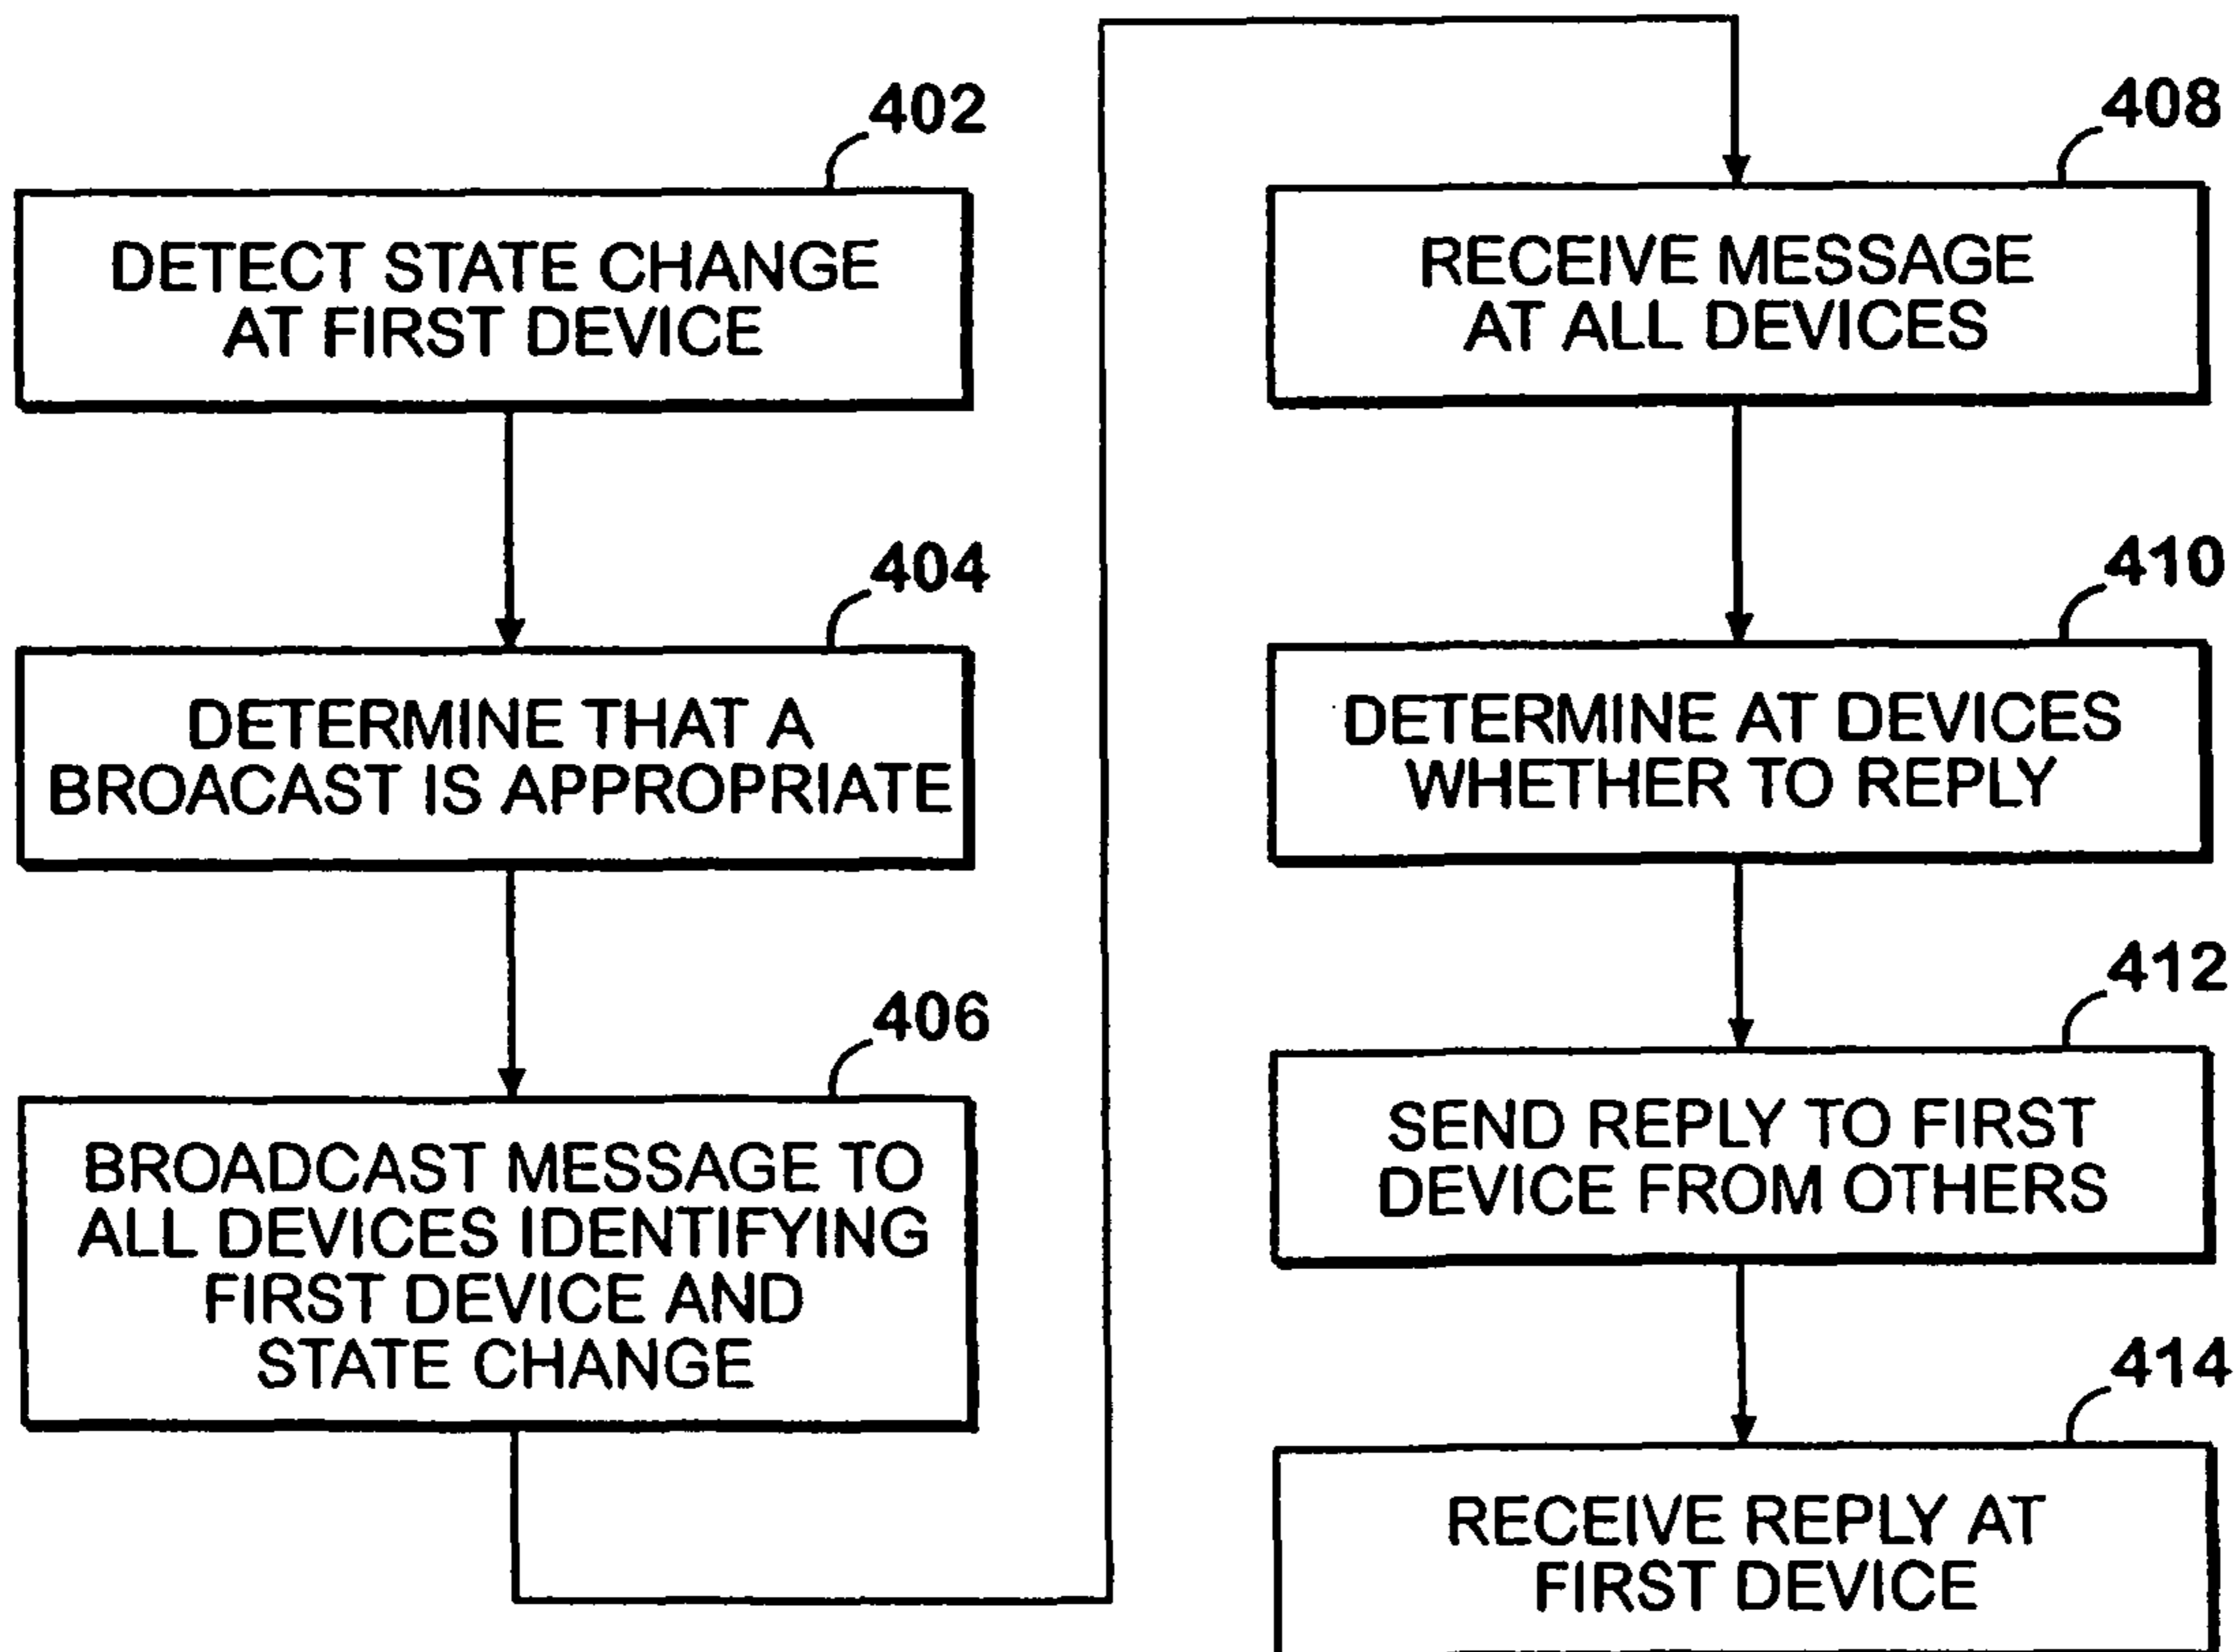 402
DETECT STATE CHANGE
AT FIRST DEVICE
404
DETERMINE THAT A
BROACAST IS APPROPRIATE
406
BROADCAST MESSAGE TO
ALL DEVICES IDENTIFYING
FIRST DEVICE AND
STATE CHANGE
408
RECEIVE MESSAGE
AT ALL DEVICES
410
DETERMINE AT DEVICES
WHETHER TO REPLY
412
SEND REPLY TO FIRST
DEVICE FROM OTHERS
414
RECEIVE REPLY AT
FIRST DEVICE